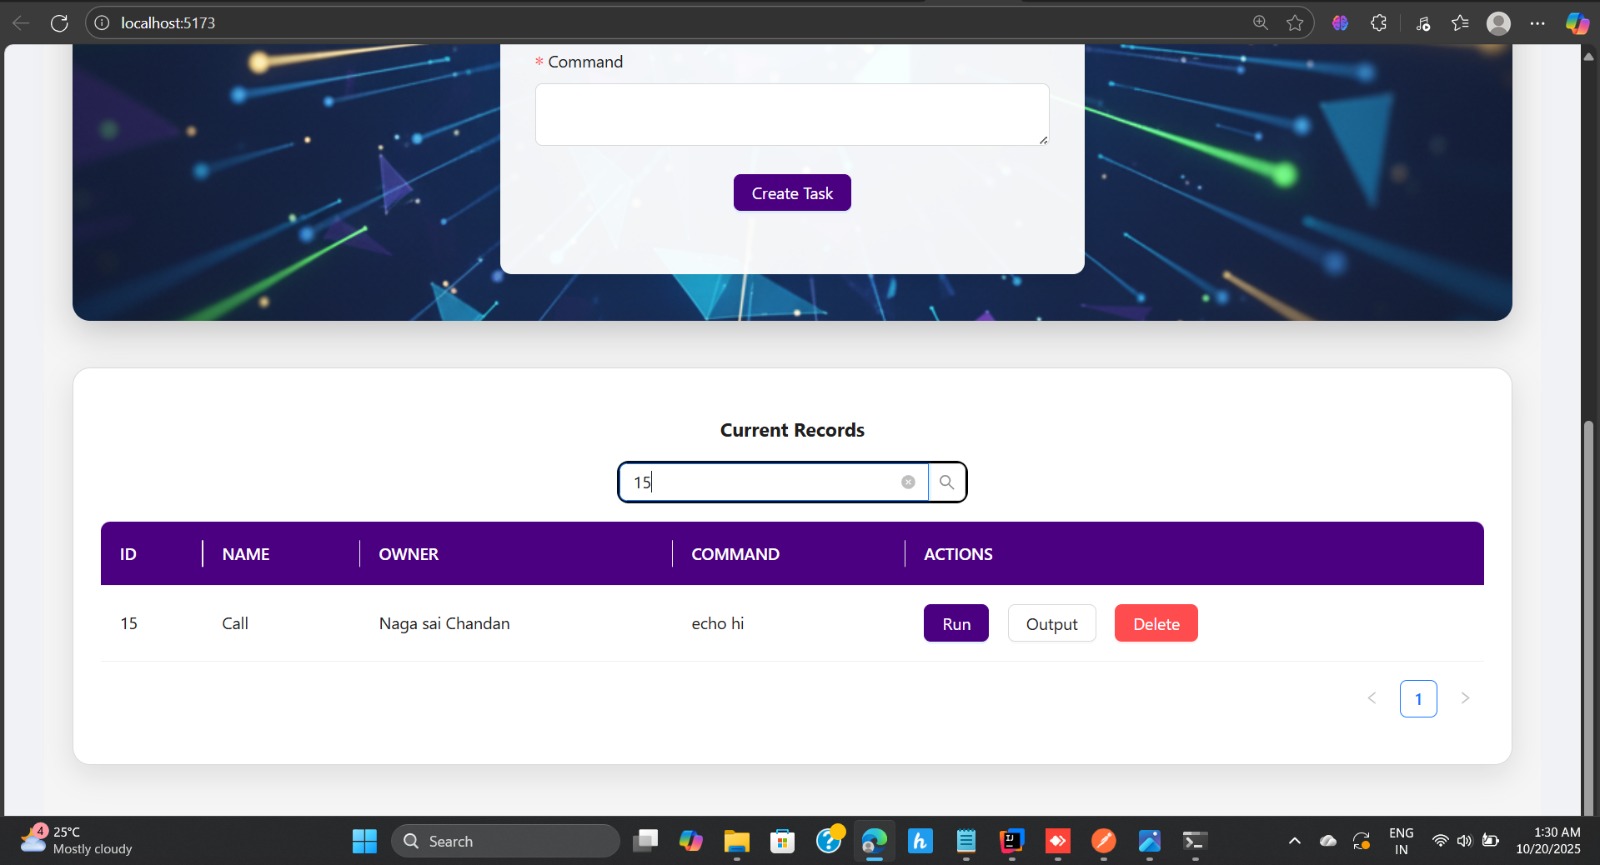 localhost:5173
* Command
Create Task
Current Records
15
ID NAME OWNER COMMAND ACTIONS
15 Call Naga sai Chandan echo hi Run Output Delete
< 1 >
4 25°C
Mostly cloudy
Search
h
IJ
ENG
IN
1:30 AM
10/20/2025